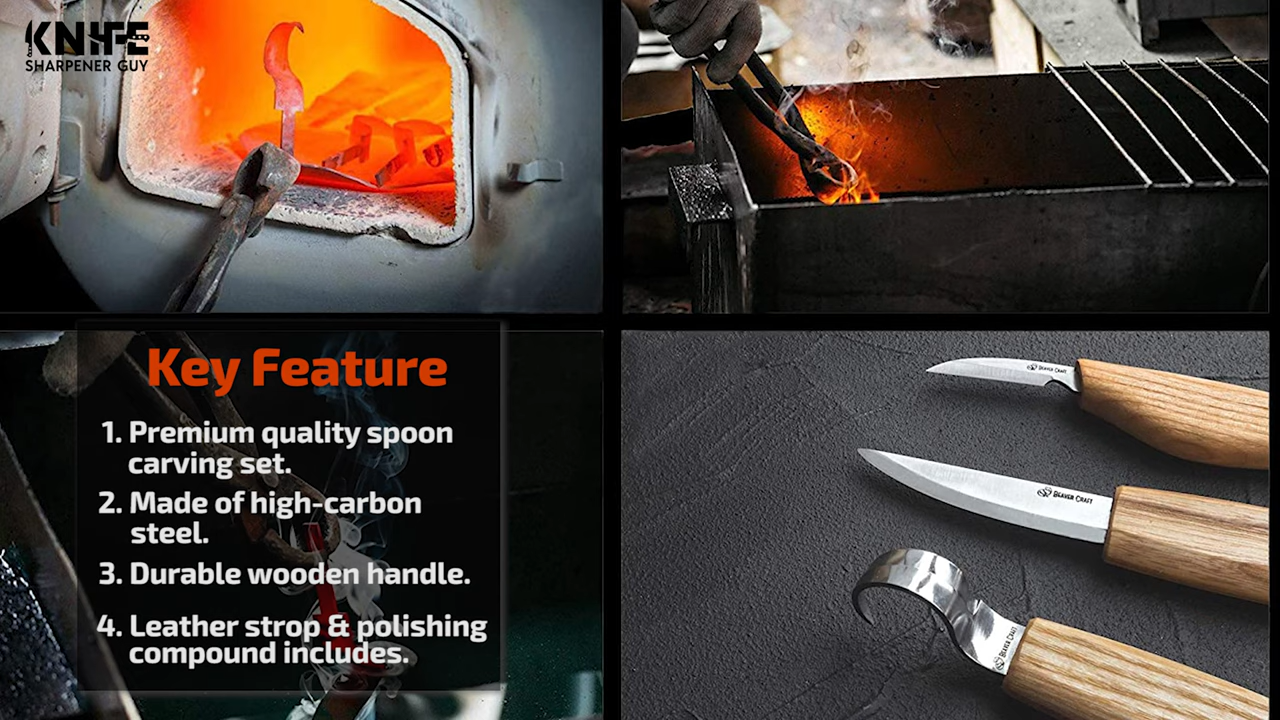 KNIFE
SHARPENER GUY
Key Feature
1. Premium quality spoon
carving set.
2. Made of high-carbon
steel.
3. Durable wooden handle.
4. Leather strop & polishing
compound includes.
BEAVER CRAFT
BEAVER CRAFT
BEAVER CRAFT